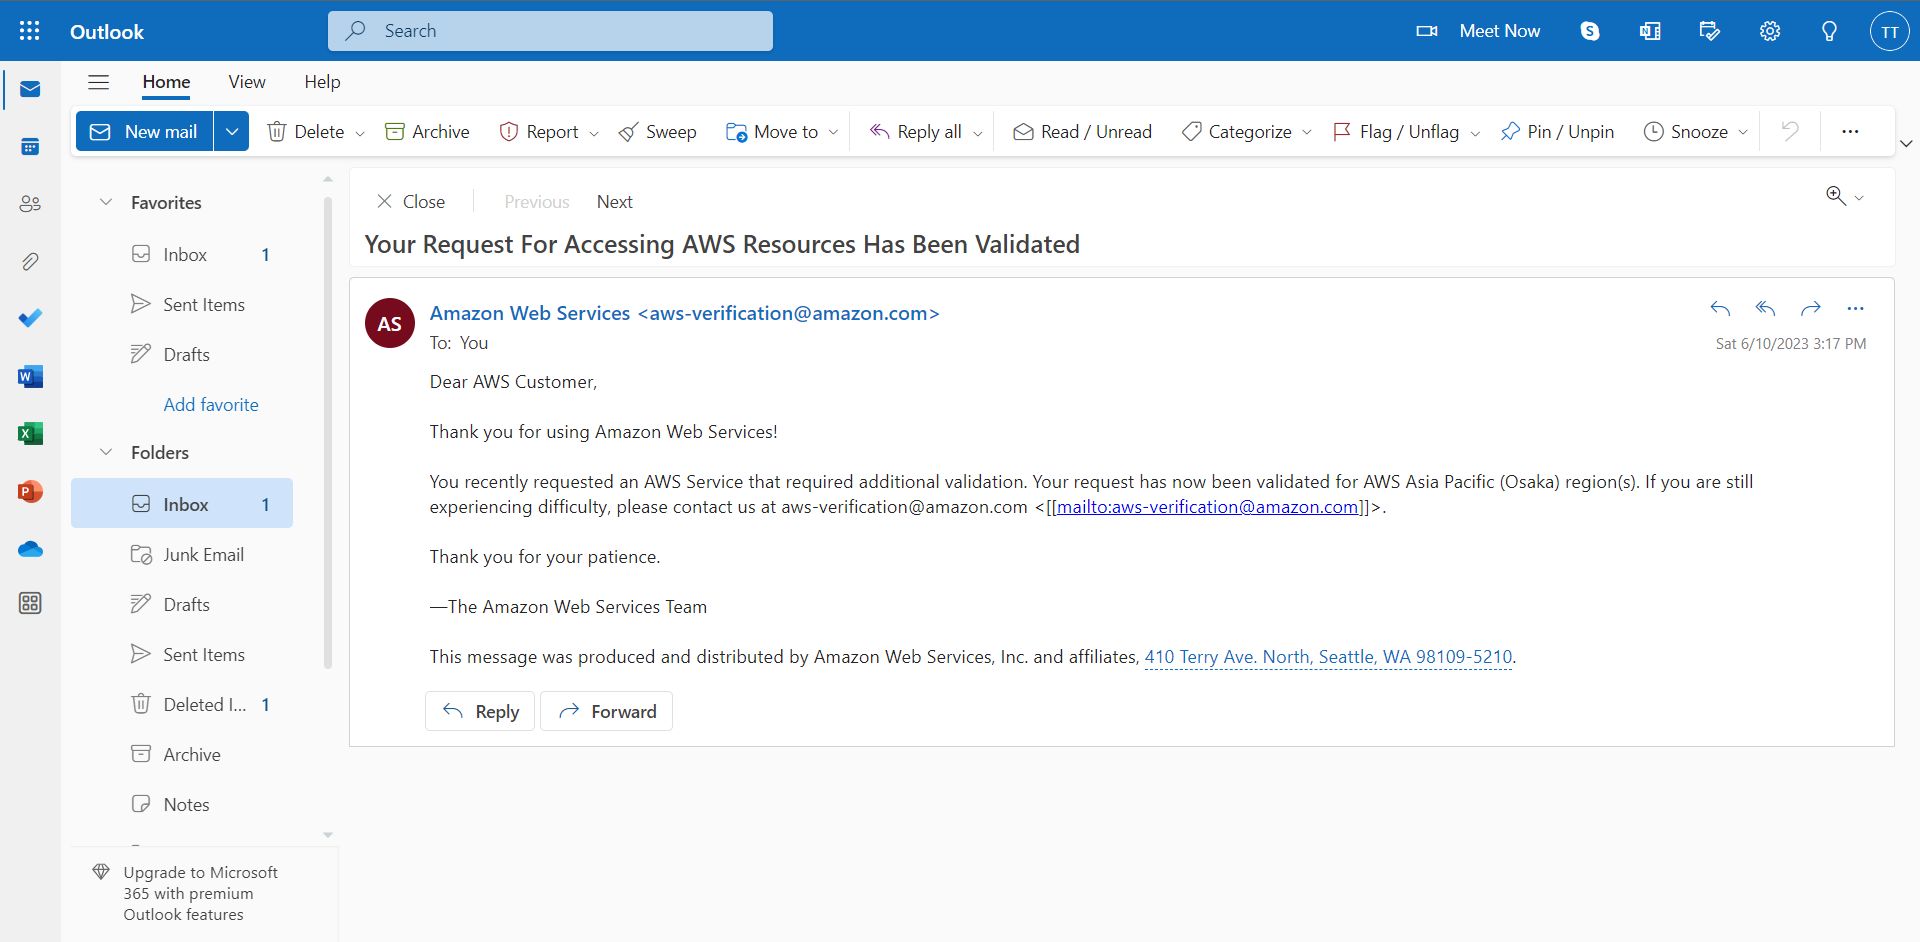 Outlook
Search
Meet Now
TT
Home View Help
New mail Delete Archive Report Sweep Move to Reply all Read / Unread Categorize Flag / Unflag Pin / Unpin Snooze
Favorites
Inbox 1
Sent Items
Drafts
Add favorite
Folders
Inbox 1
Junk Email
Drafts
Sent Items
Deleted I... 1
Archive
Notes
Upgrade to Microsoft
365 with premium
Outlook features
Close Previous Next
Your Request For Accessing AWS Resources Has Been Validated
AS
Amazon Web Services <aws-verification@amazon.com>
To: You
Sat 6/10/2023 3:17 PM
Dear AWS Customer,
Thank you for using Amazon Web Services!
You recently requested an AWS Service that required additional validation. Your request has now been validated for AWS Asia Pacific (Osaka) region(s). If you are still
experiencing difficulty, please contact us at aws-verification@amazon.com <[[mailto:aws-verification@amazon.com]]>.
Thank you for your patience.
—The Amazon Web Services Team
This message was produced and distributed by Amazon Web Services, Inc. and affiliates, 410 Terry Ave. North, Seattle, WA 98109-5210.
Reply Forward